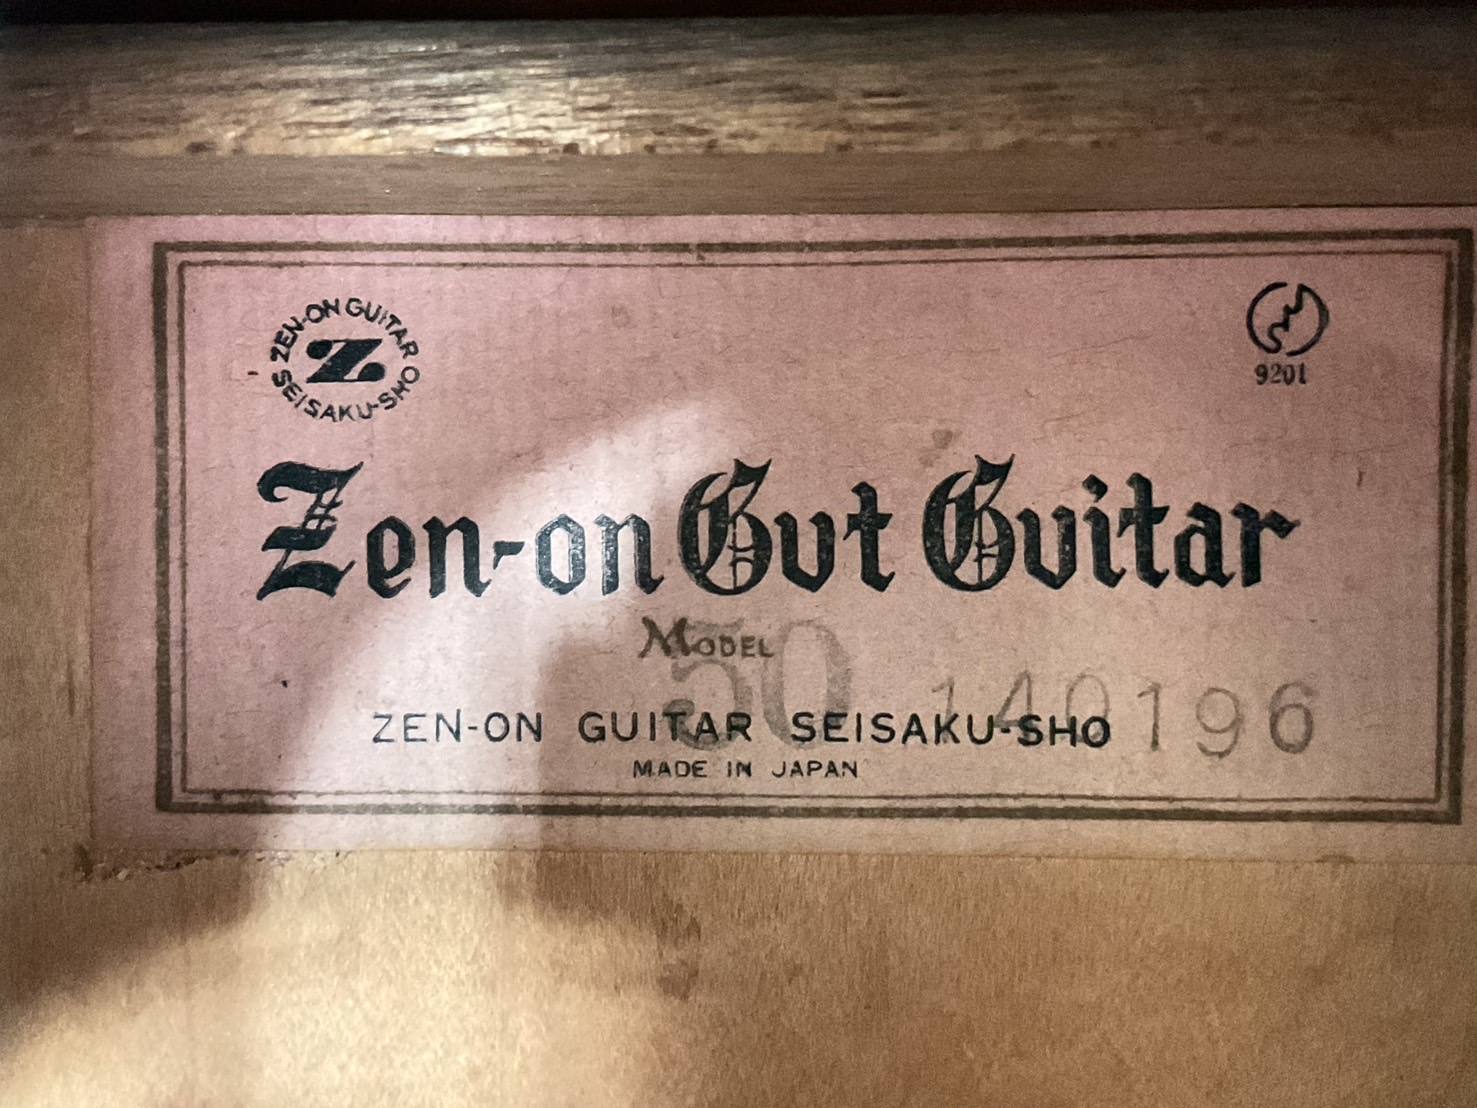 ZEN-ON GUITAR
Z
SEISAKU-SHO
9201
Zen-on Gut Guitar
MODEL
50
140196
ZEN-ON GUITAR SEISAKU-SHO
MADE IN JAPAN